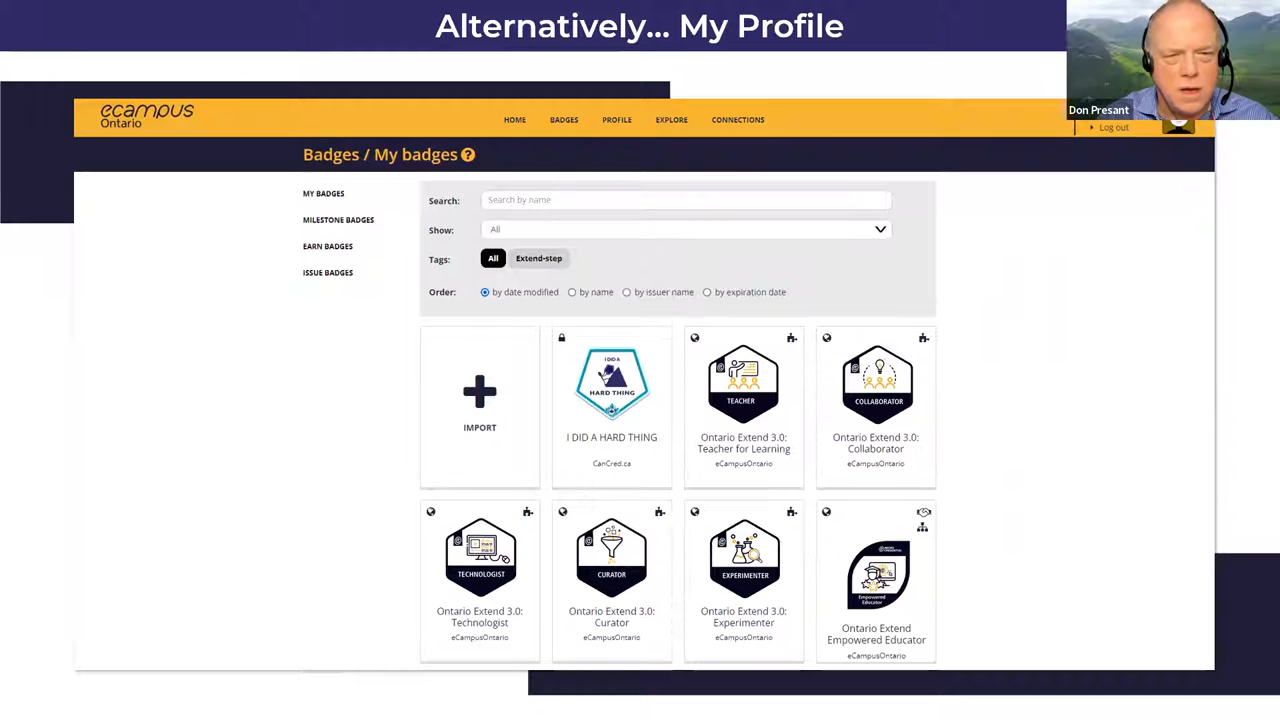 Alternatively... My Profile
Don Presant
ecampus
Ontario
HOME BADGES PROFILE EXPLORE CONNECTIONS
Log out
Badges / My badges ?
MY BADGES
MILESTONE BADGES
EARN BADGES
ISSUE BADGES
Search: Search by name
Show: All
Tags: All Extend-step
Order: by date modified by name by issuer name by expiration date
IMPORT
I DID A
HARD THING
I DID A HARD THING
CanCred.ca
TEACHER
Ontario Extend 3.0:
Teacher for Learning
eCampusOntario
COLLABORATOR
Ontario Extend 3.0:
Collaborator
eCampusOntario
TECHNOLOGIST
Ontario Extend 3.0:
Technologist
eCampusOntario
CURATOR
Ontario Extend 3.0:
Curator
eCampusOntario
EXPERIMENTER
Ontario Extend 3.0:
Experimenter
eCampusOntario
Empowered
Educator
Ontario Extend
Empowered Educator
eCampusOntario